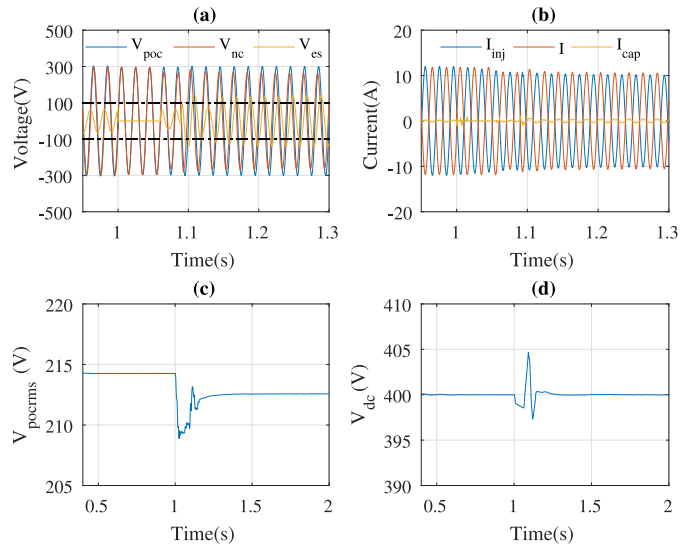 (a)
V_poc V_nc V_es
500
300
100
-100
-300
-500
Voltage(V)
1 1.1 1.2 1.3
Time(s)
(b)
I_inj I I_cap
20
10
0
-10
-20
Current(A)
1 1.1 1.2 1.3
Time(s)
(c)
220
215
210
205
V_pocrms (V)
0.5 1 1.5 2
Time(s)
(d)
410
405
400
395
390
V_dc (V)
0.5 1 1.5 2
Time(s)